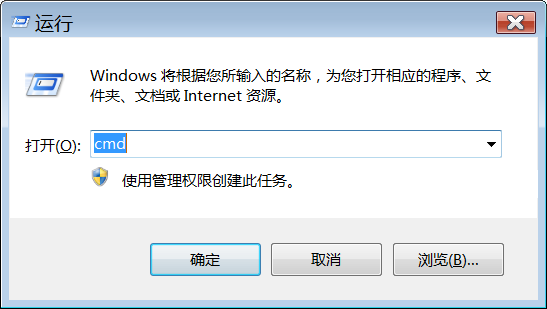 运行
Windows 将根据您所输入的名称，为您打开相应的程序、文
件夹、文档或 Internet 资源。
打开(O): cmd
使用管理权限创建此任务。
确定 取消 浏览(B)...